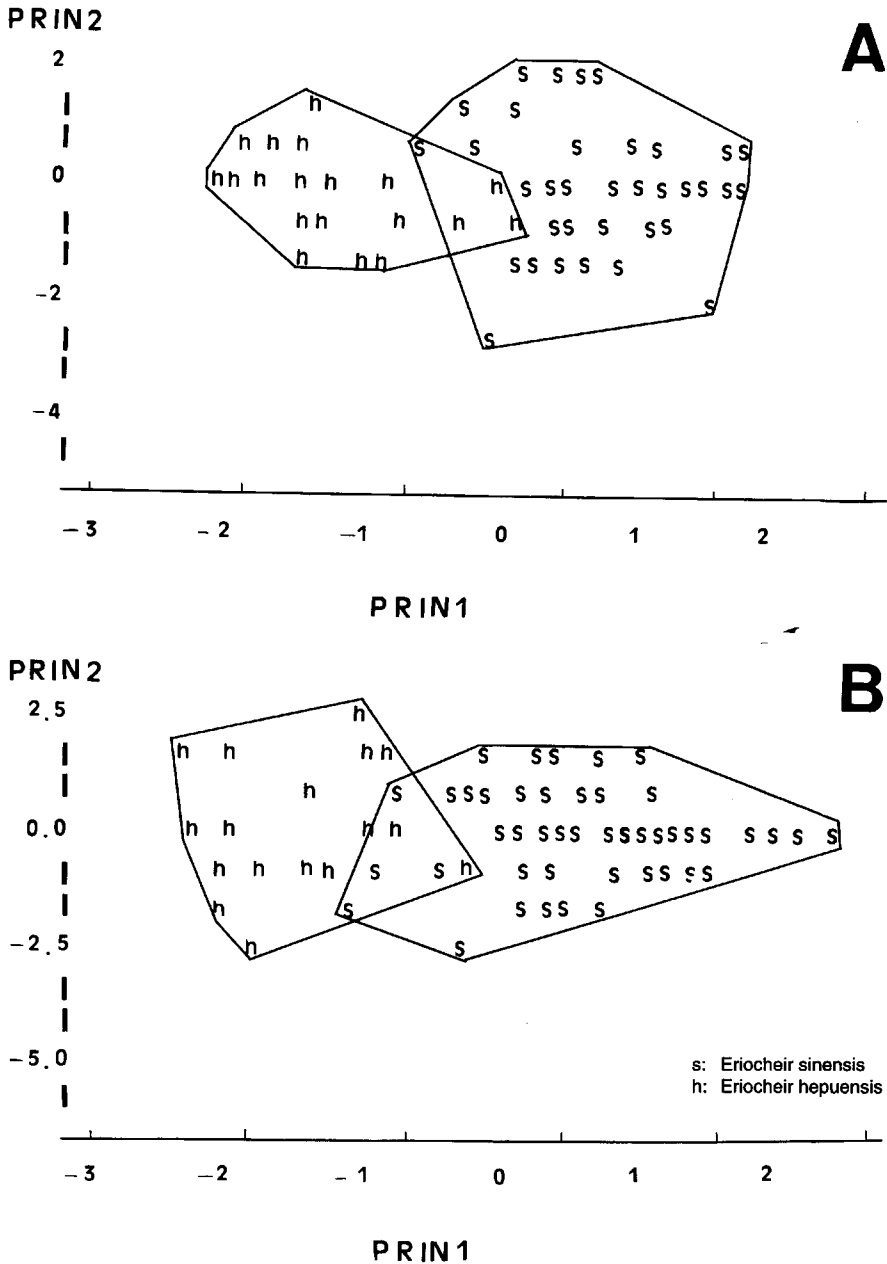 PRIN2
A
2
s s s s
h s s
h h h s s s s s s s
0
h h h h h h h s s s s s s s s s s
h h h h h s s s s s
h h h s s s s s
-2
s
s
-4
-3 -2 -1 0 1 2
PRIN1
PRIN2
B
2.5
h
h h h h s s s s s
h s s s s s s s s s
0.0
h h h h s s s s s s s s s s s s s s s
h h h h s s h s s s s s s s
h s s s s s
-2.5
h s
-5.0
s: Eriocheir sinensis
h: Eriocheir hepuensis
-3 -2 -1 0 1 2
PRIN1